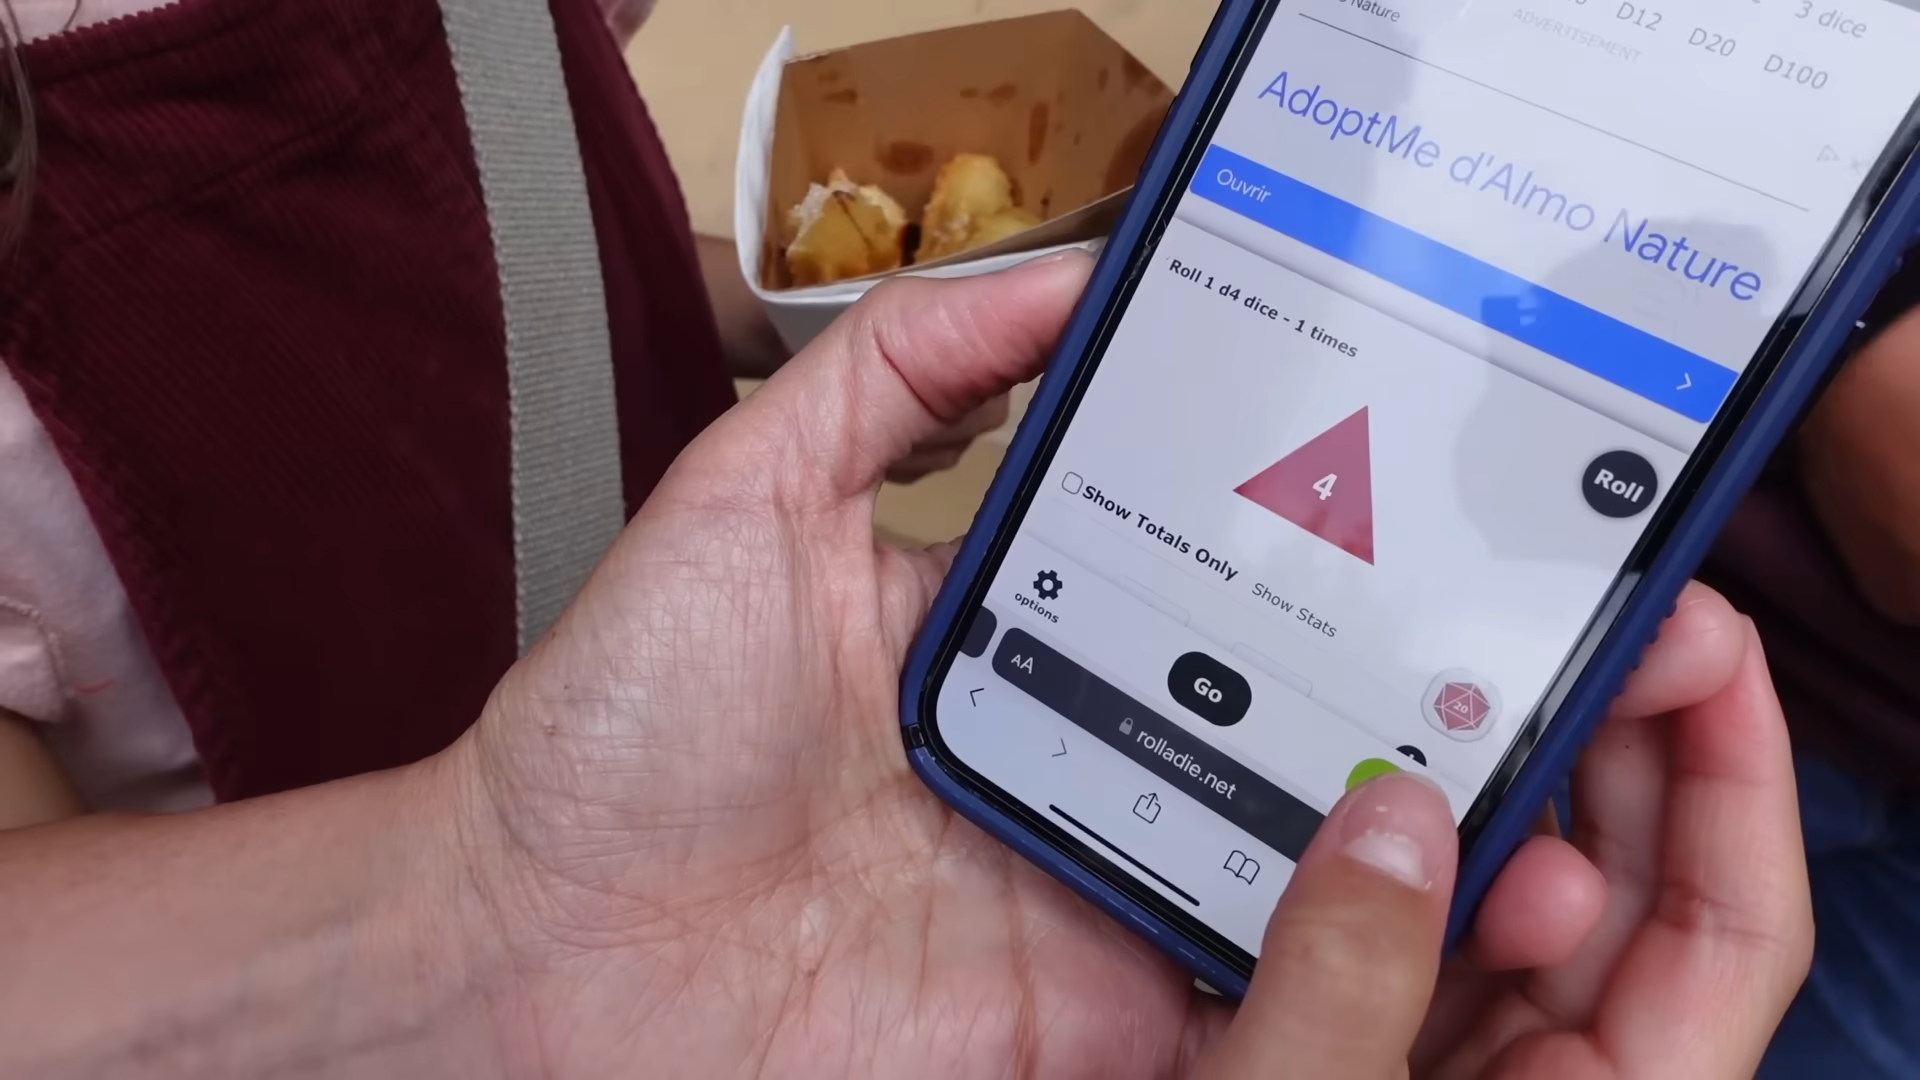 Nature
D12 D20 D100
3 dice
ADVERTISEMENT
AdoptMe d'Almo Nature
Ouvrir
Roll 1 d4 dice - 1 times
4
Roll
Show Totals Only
Show Stats
options
Go
20
AA
rolladie.net